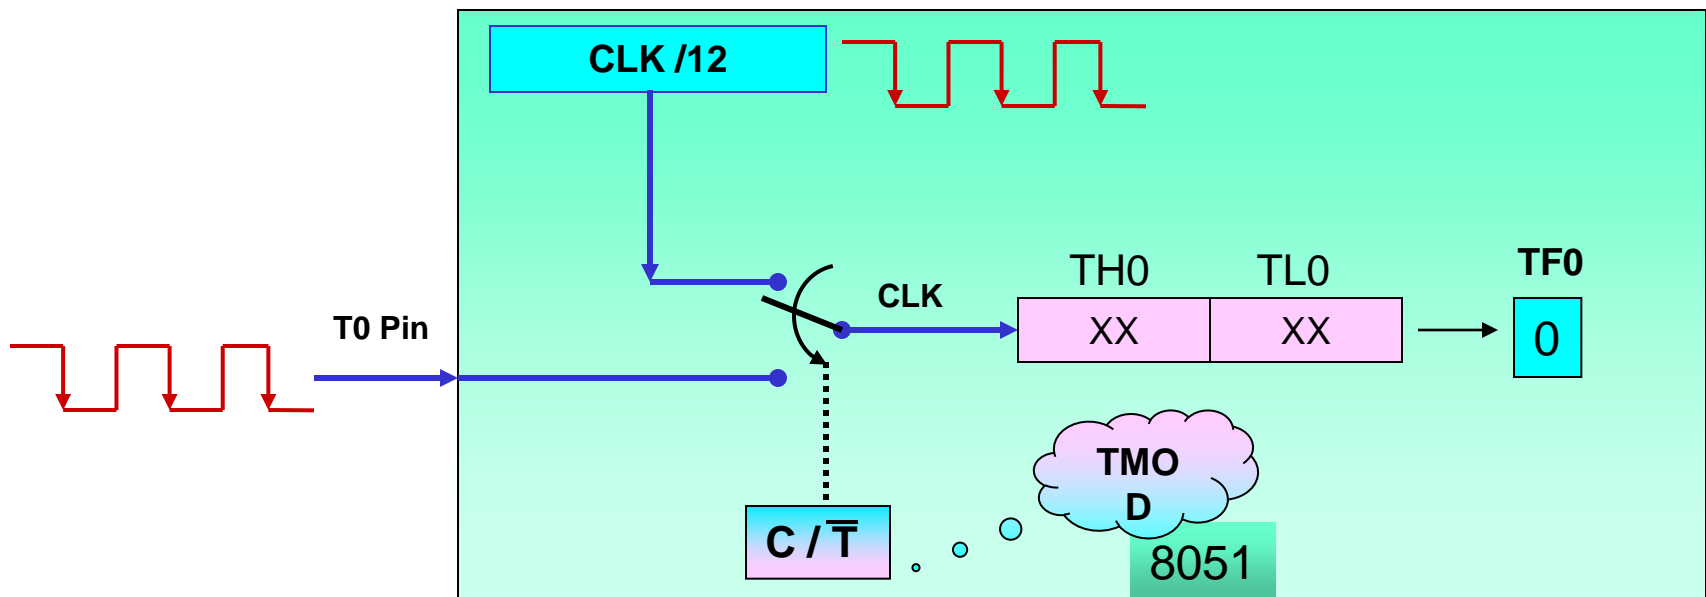 CLK /12
TH0
TL0
TF0
CLK
T0 Pin
XX
XX
0
TMO
D
C / T̅
8051